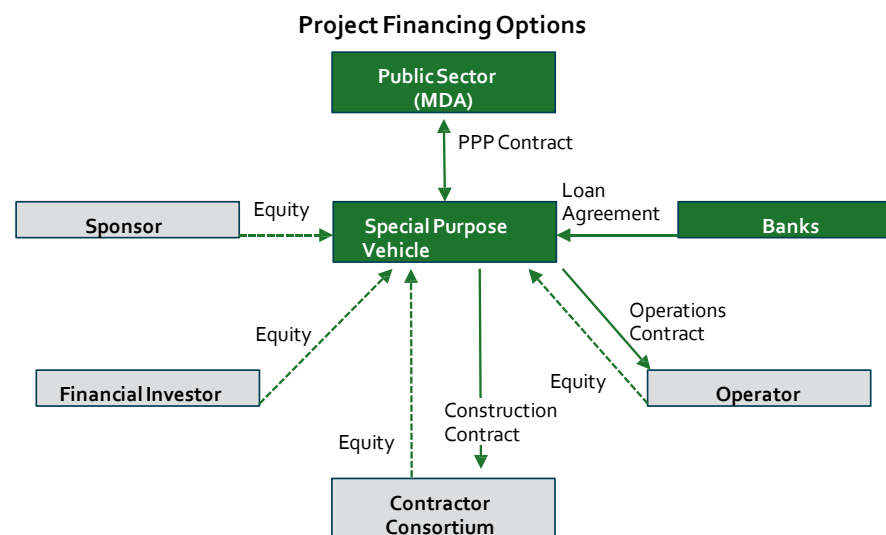 Project Financing Options
Public Sector
(MDA)
PPP Contract
Loan
Agreement
Equity
Sponsor
Special Purpose
Vehicle
Banks
Operations
Contract
Equity
Equity
Financial Investor
Operator
Construction
Contract
Equity
Contractor
Consortium